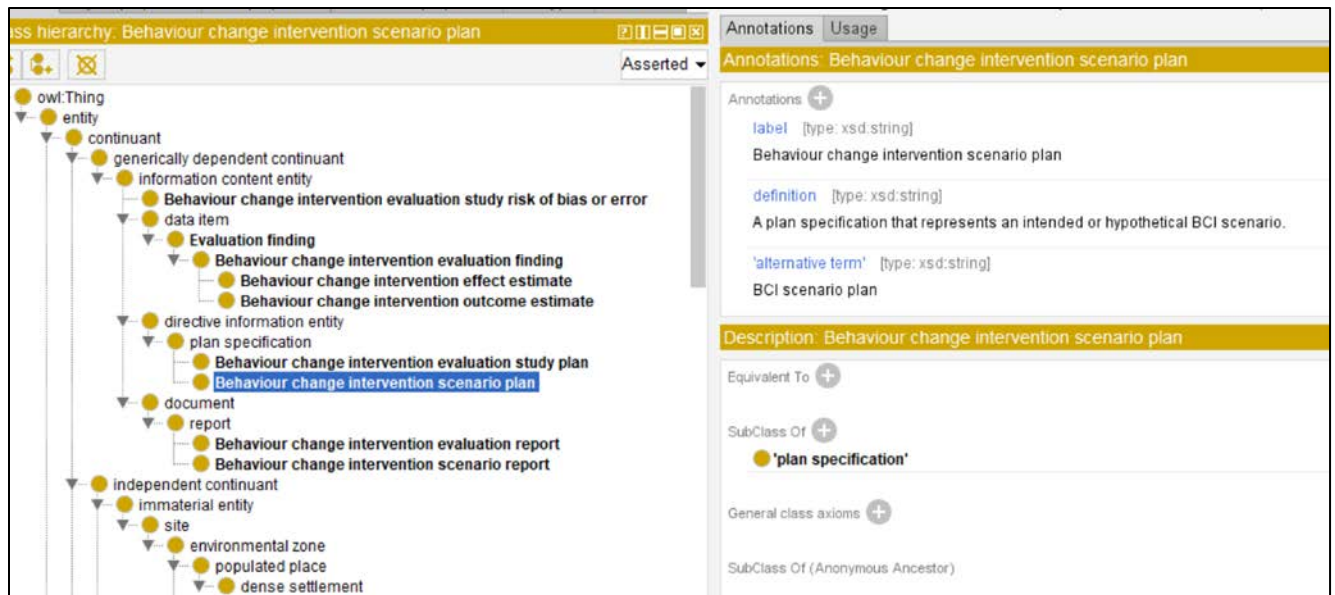 ss hierarchy: Behaviour change intervention scenario plan
Asserted
owl:Thing
entity
continuant
generically dependent continuant
information content entity
Behaviour change intervention evaluation study risk of bias or error
data item
Evaluation finding
Behaviour change intervention evaluation finding
Behaviour change intervention effect estimate
Behaviour change intervention outcome estimate
directive information entity
plan specification
Behaviour change intervention evaluation study plan
Behaviour change intervention scenario plan
document
report
Behaviour change intervention evaluation report
Behaviour change intervention scenario report
independent continuant
immaterial entity
site
environmental zone
populated place
dense settlement
Annotations Usage
Annotations: Behaviour change intervention scenario plan
Annotations
label [type: xsd:string]
Behaviour change intervention scenario plan
definition [type: xsd:string]
A plan specification that represents an intended or hypothetical BCI scenario.
'alternative term' [type: xsd:string]
BCI scenario plan
Description: Behaviour change intervention scenario plan
Equivalent To
SubClass Of
'plan specification'
General class axioms
SubClass Of (Anonymous Ancestor)